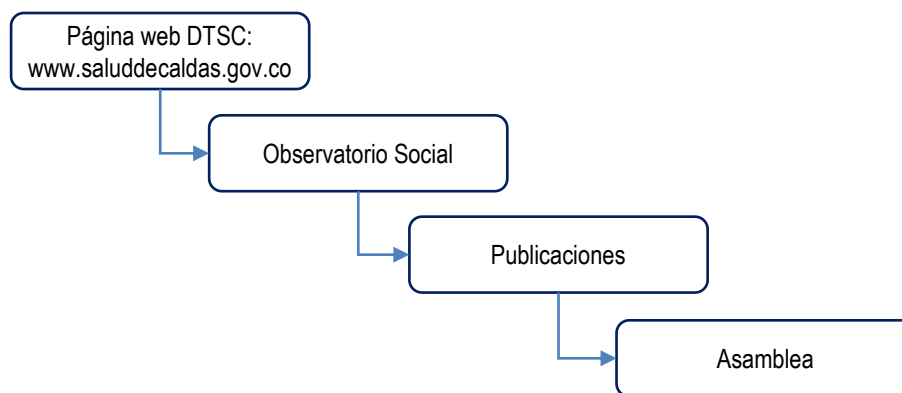 Página web DTSC:
www.saluddecaldas.gov.co
Observatorio Social
Publicaciones
Asamblea